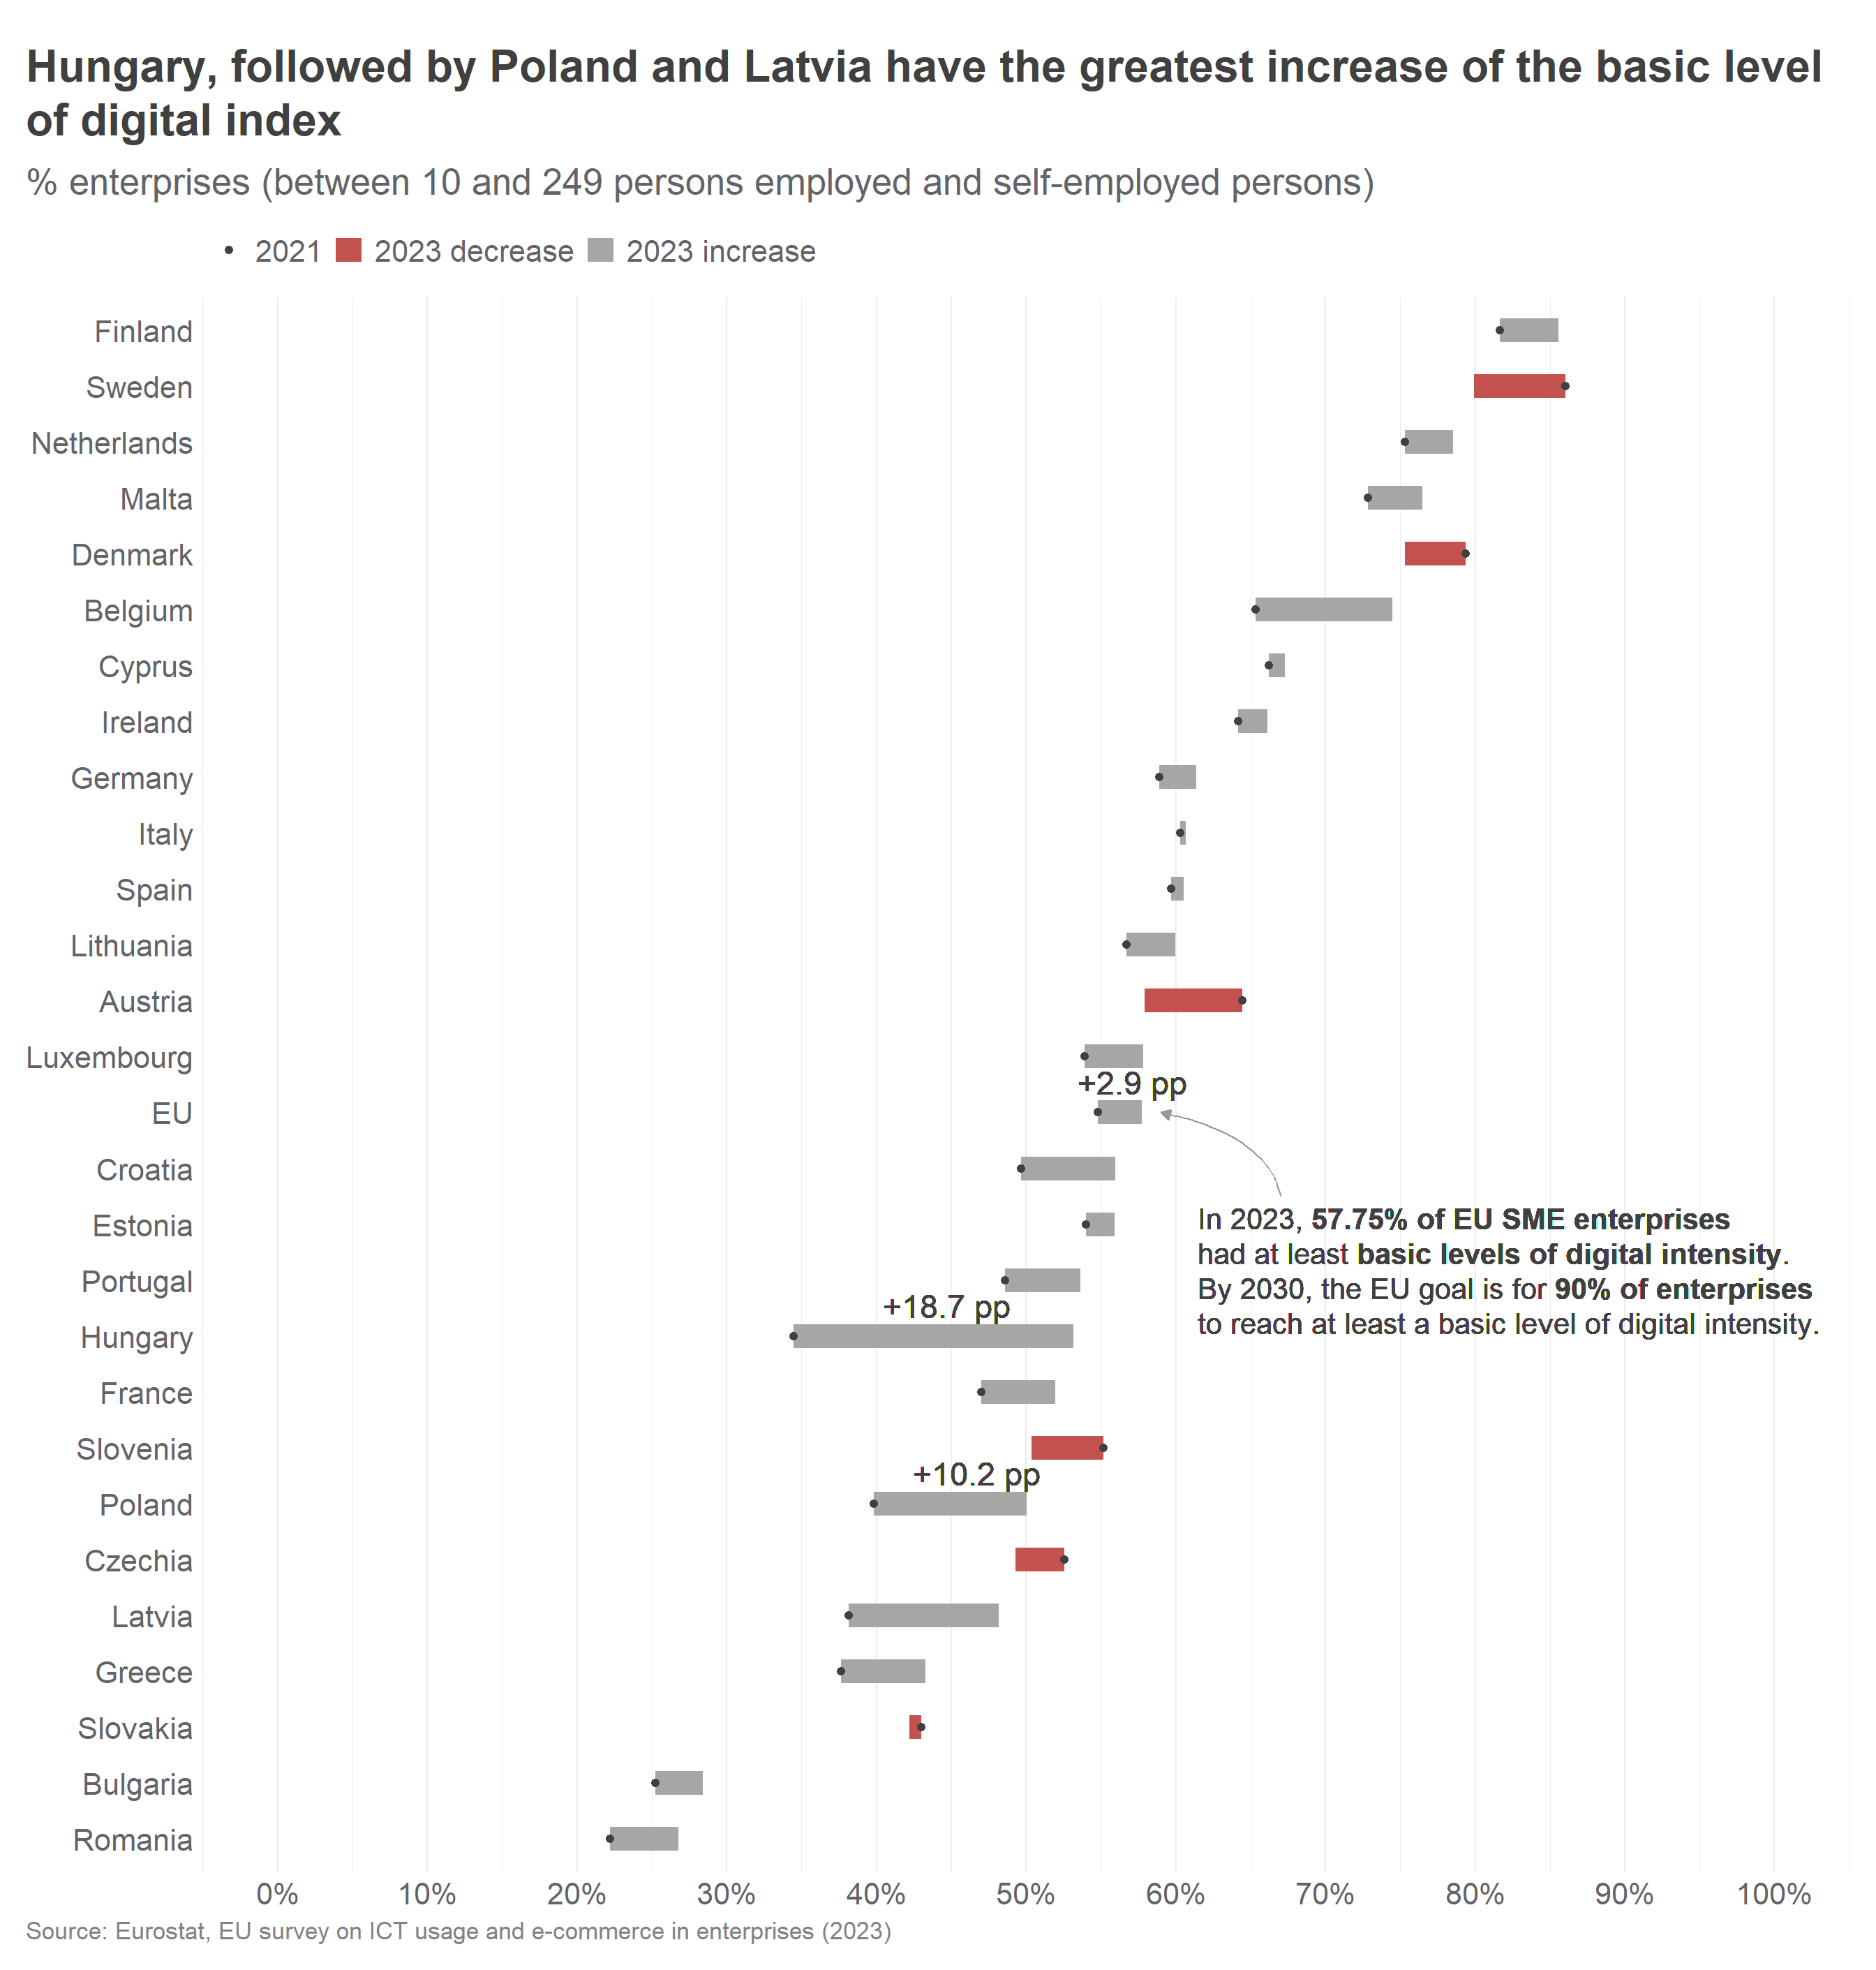 Hungary, followed by Poland and Latvia have the greatest increase of the basic level
of digital index
% enterprises (between 10 and 249 persons employed and self-employed persons)
2021 2023 decrease 2023 increase
Finland
Sweden
Netherlands
Malta
Denmark
Belgium
Cyprus
Ireland
Germany
Italy
Spain
Lithuania
Austria
Luxembourg
+2.9 pp
EU
Croatia
Estonia
In 2023, 57.75% of EU SME enterprises
had at least basic levels of digital intensity.
By 2030, the EU goal is for 90% of enterprises
to reach at least a basic level of digital intensity.
Portugal
+18.7 pp
Hungary
France
Slovenia
+10.2 pp
Poland
Czechia
Latvia
Greece
Slovakia
Bulgaria
Romania
0% 10% 20% 30% 40% 50% 60% 70% 80% 90% 100%
Source: Eurostat, EU survey on ICT usage and e-commerce in enterprises (2023)